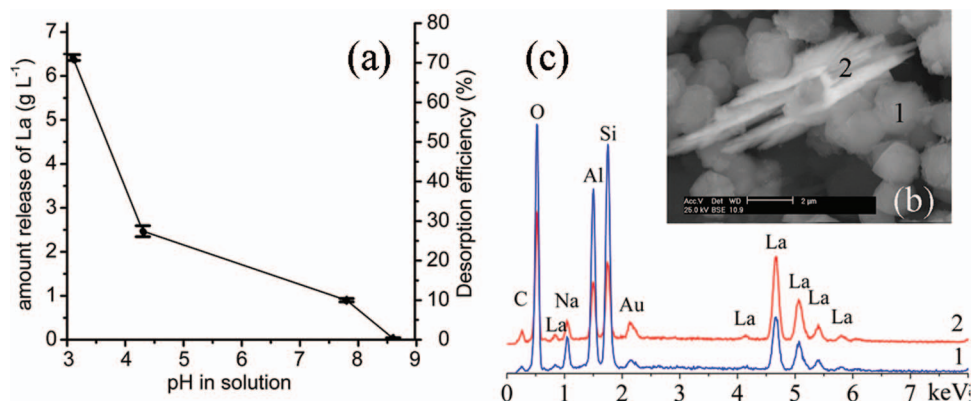 (a)
amount release of La (g L⁻¹)
7
6
5
4
3
2
1
0
80
70
60
50
40
30
20
10
0
Desorption efficiency (%)
3 4 5 6 7 8 9
pH in solution
(c)
O
Si
Al
C
La
Na
Au
La
La
La
La
La
2
1
0 1 2 3 4 5 6 7 keV
2
1
Acc.V Det WD 2 µm
25.0 kV BSE 10.9
(b)